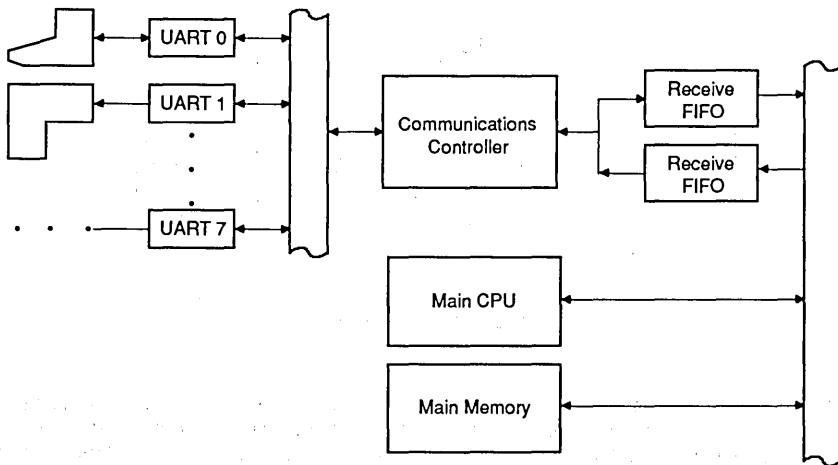 UART 0
UART 1
UART 7
Communications
Controller
Receive
FIFO
Receive
FIFO
Main CPU
Main Memory